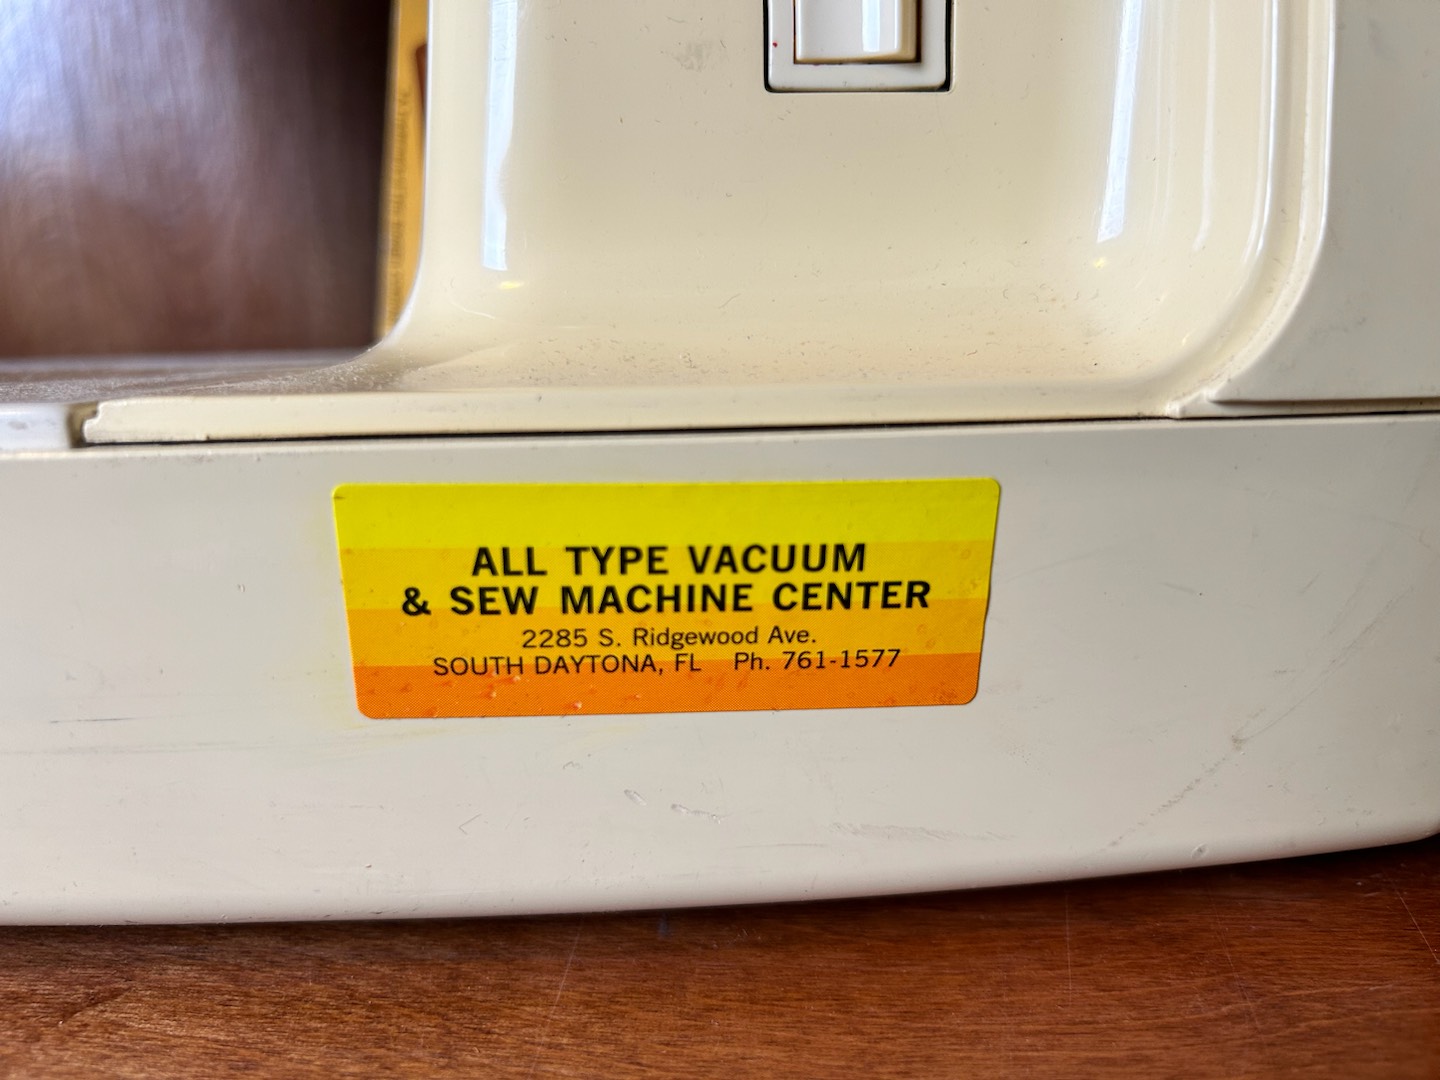 ALL TYPE VACUUM
& SEW MACHINE CENTER
2285 S. Ridgewood Ave.
SOUTH DAYTONA, FL Ph. 761-1577